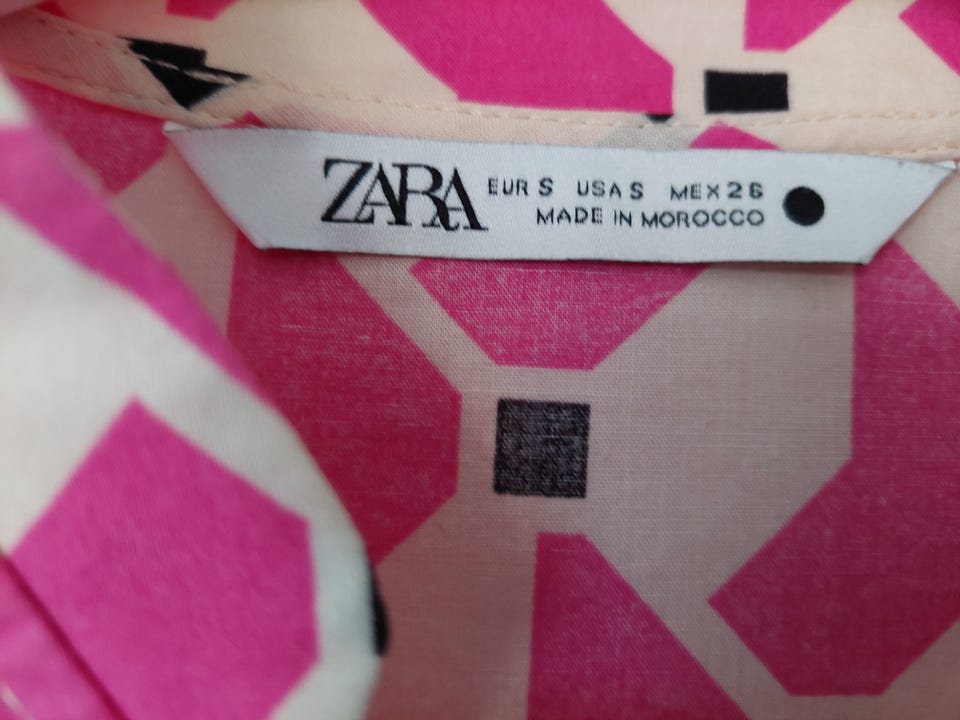 ZARA
EUR S USA S MEX 26
MADE IN MOROCCO